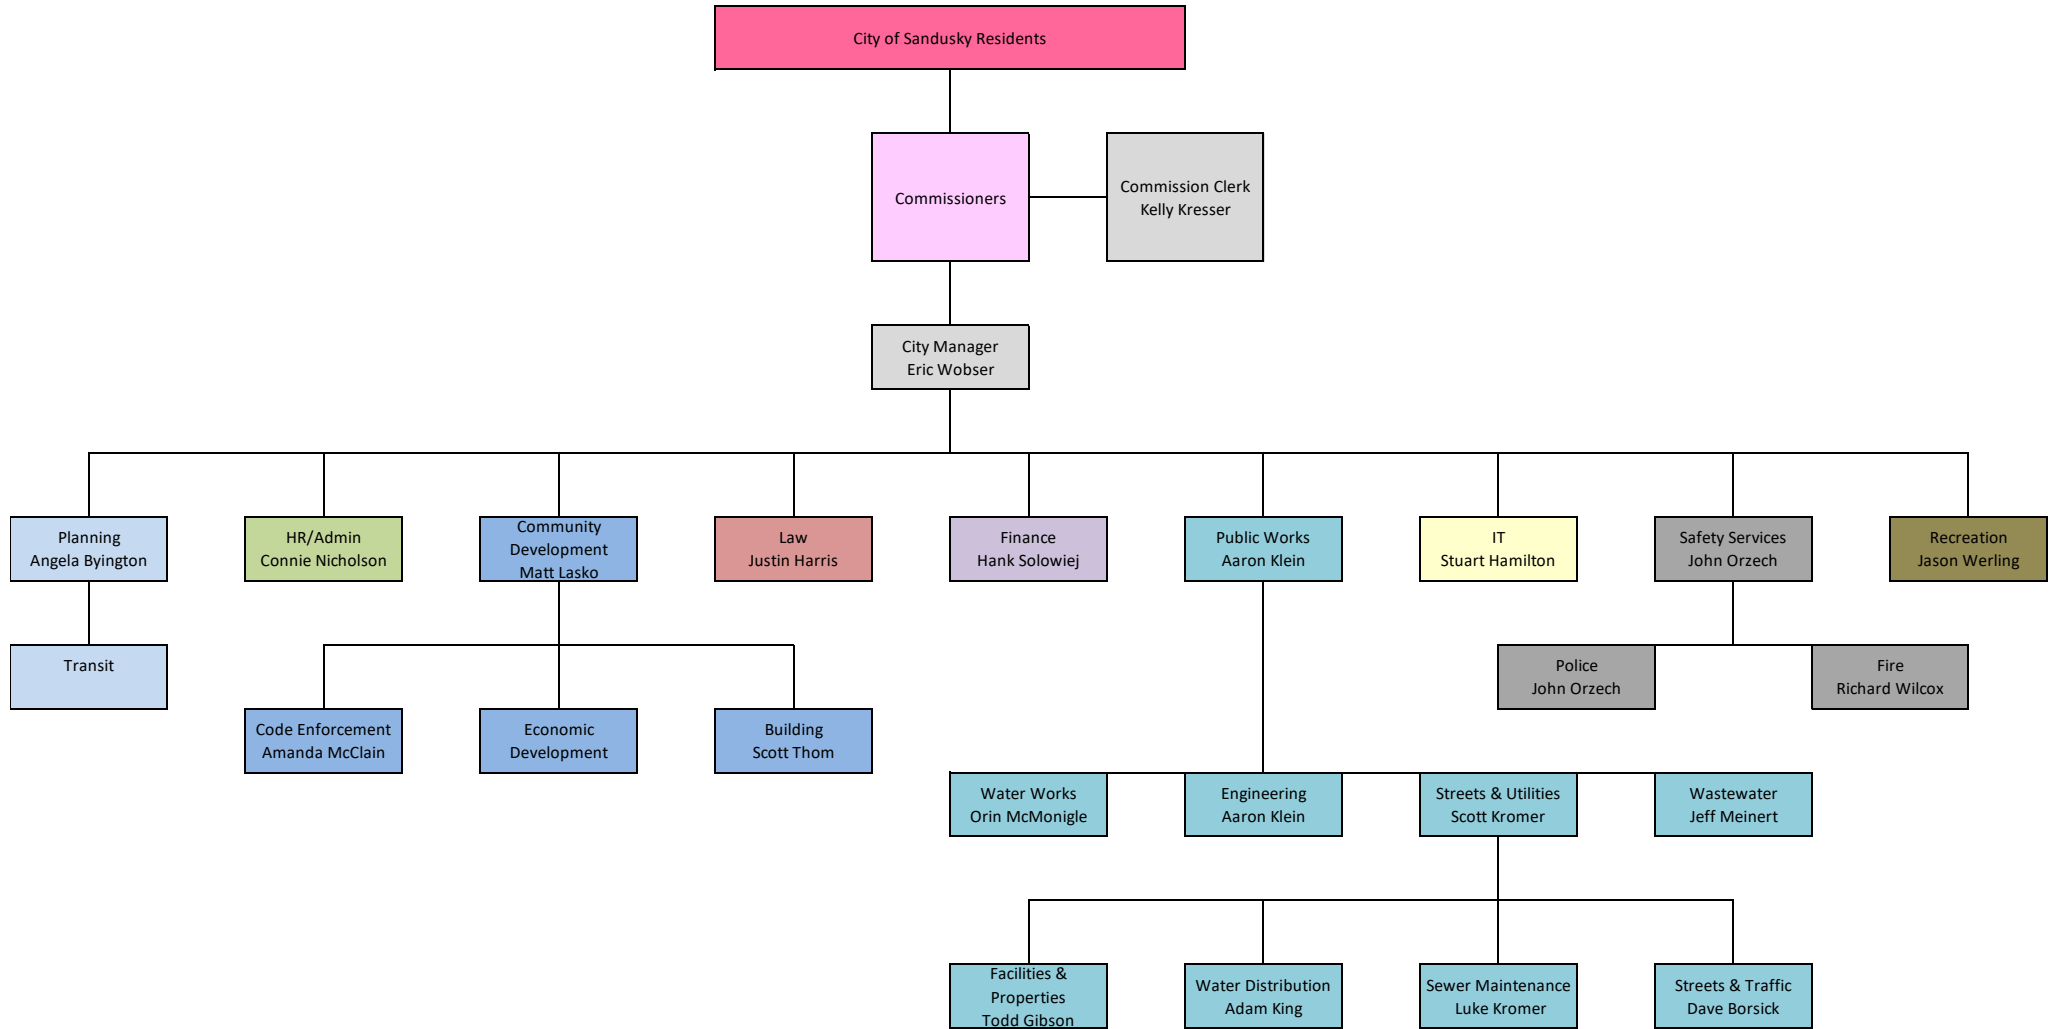 City of Sandusky Residents
Commissioners
Commission Clerk
Kelly Kresser
City Manager
Eric Wobser
Planning
Angela Byington
HR/Admin
Connie Nicholson
Community
Development
Matt Lasko
Law
Justin Harris
Finance
Hank Solowiej
Public Works
Aaron Klein
IT
Stuart Hamilton
Safety Services
John Orzech
Recreation
Jason Werling
Transit
Police
John Orzech
Fire
Richard Wilcox
Code Enforcement
Amanda McClain
Economic
Development
Building
Scott Thom
Water Works
Orin McMonigle
Engineering
Aaron Klein
Streets & Utilities
Scott Kromer
Wastewater
Jeff Meinert
Facilities &
Properties
Todd Gibson
Water Distribution
Adam King
Sewer Maintenance
Luke Kromer
Streets & Traffic
Dave Borsick